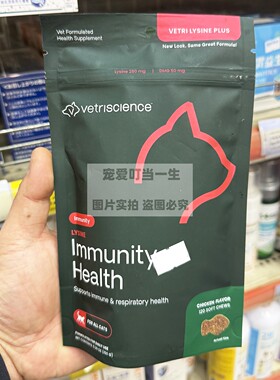 Vet Formulated
Health Supplement
VETRI LYSINE PLUS
New Look, Same Great Formula!
vetriscience
宠爱叮当一生
图片实拍 盗图必究
Immunity
LYSINE
Immunity
Health
Supports immune & respiratory health
FOR ALL CATS
CHICKEN FLAVOR
120 SOFT CHEWS